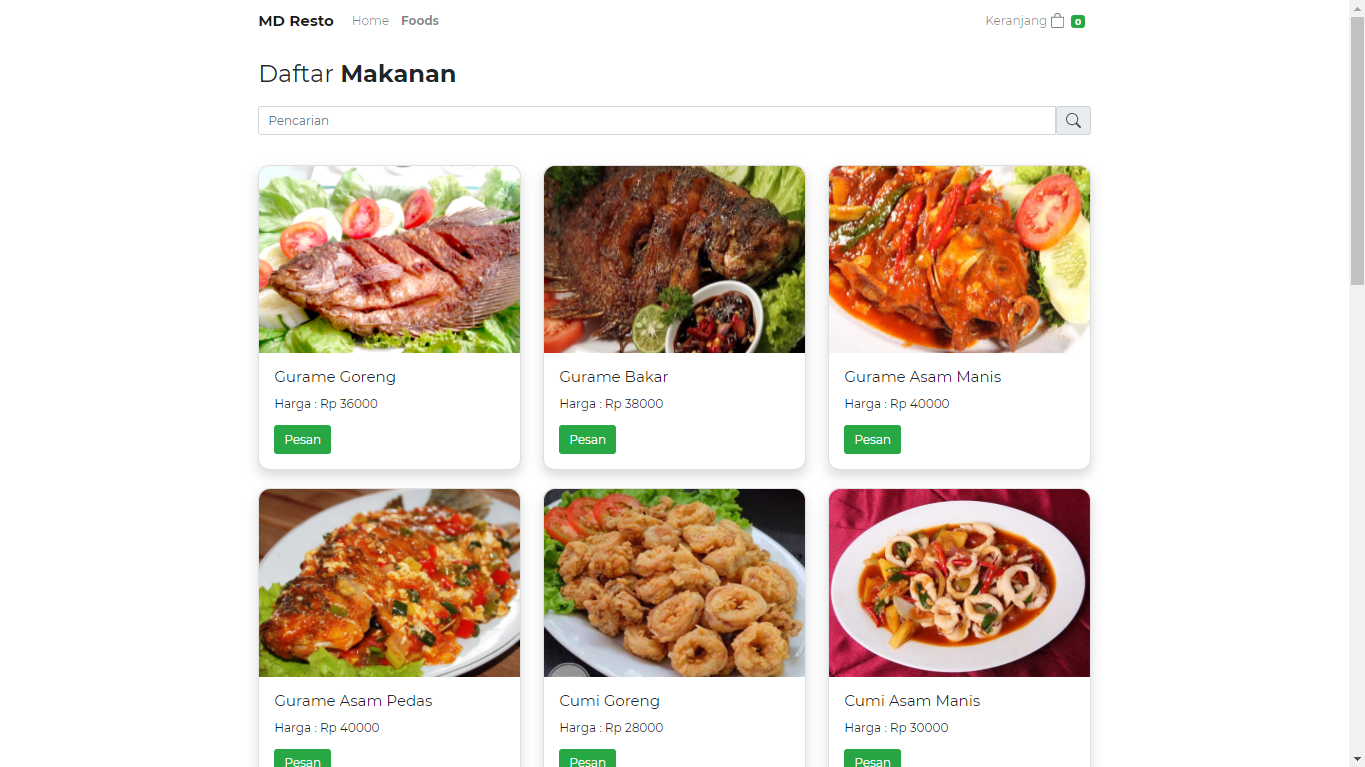 MD Resto Home Foods Keranjang 0
Daftar Makanan
Pencarian
Gurame Goreng
Harga : Rp 36000
Pesan
Gurame Bakar
Harga : Rp 38000
Pesan
Gurame Asam Manis
Harga : Rp 40000
Pesan
Gurame Asam Pedas
Harga : Rp 40000
Pesan
Cumi Goreng
Harga : Rp 28000
Pesan
Cumi Asam Manis
Harga : Rp 30000
Pesan